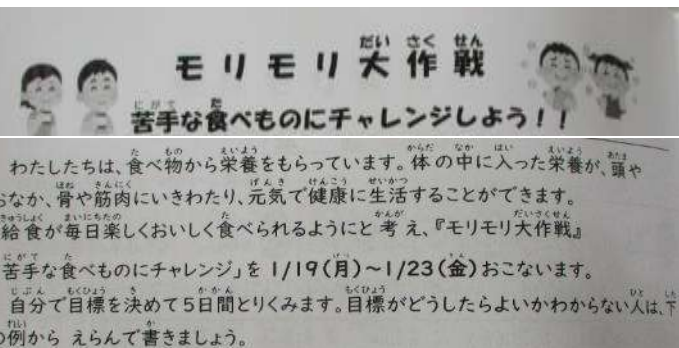 モリモリ大作戦
苦手な食べものにチャレンジしよう！！
わたしたちは、食べ物から栄養をもらっています。体の中に入った栄養が、頭や
なか、骨や筋肉にいきわたり、元気で健康に生活することができます。
給食が毎日楽しくおいしく食べられるようにと考え、『モリモリ大作戦』
苦手な食べものにチャレンジ」を1/19(月)～1/23(金)おこないます。
自分で目標を決めて5日間とりくみます。目標がどうしたらよいかわからない人は、下
の例から えらんで書きましょう。